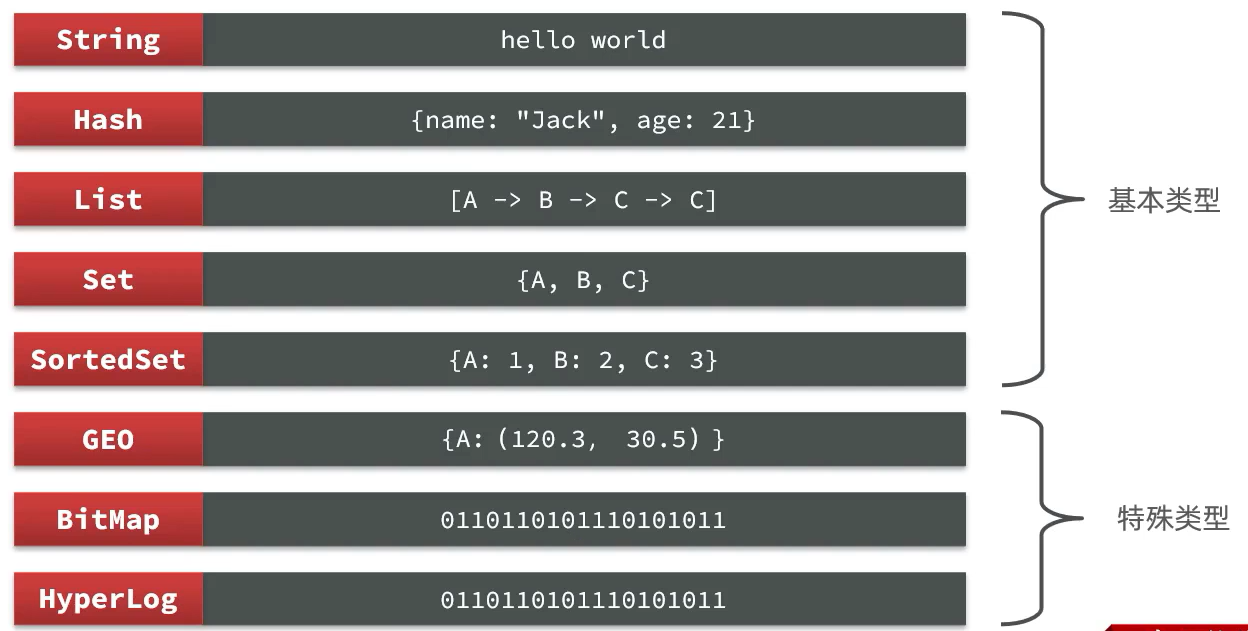 String hello world
Hash {name: "Jack", age: 21}
List [A -> B -> C -> C]
基本类型
Set {A, B, C}
SortedSet {A: 1, B: 2, C: 3}
GEO {A: (120.3, 30.5) }
BitMap 0110110101110101011
特殊类型
HyperLog 0110110101110101011